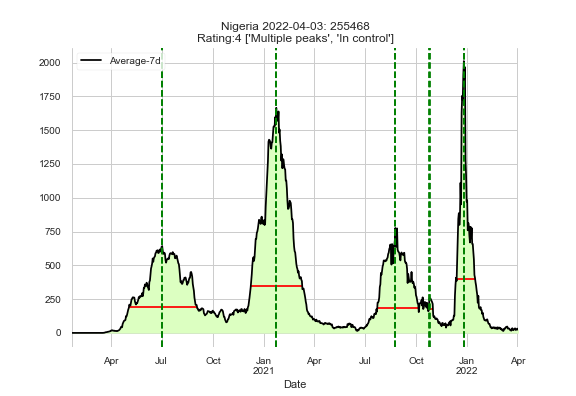 Nigeria 2022-04-03: 255468
Rating:4 ['Multiple peaks', 'In control']
Average-7d
2000
1750
1500
1250
1000
750
500
250
0
Apr Jul Oct Jan Apr Jul Oct Jan Apr
2021 2022
Date